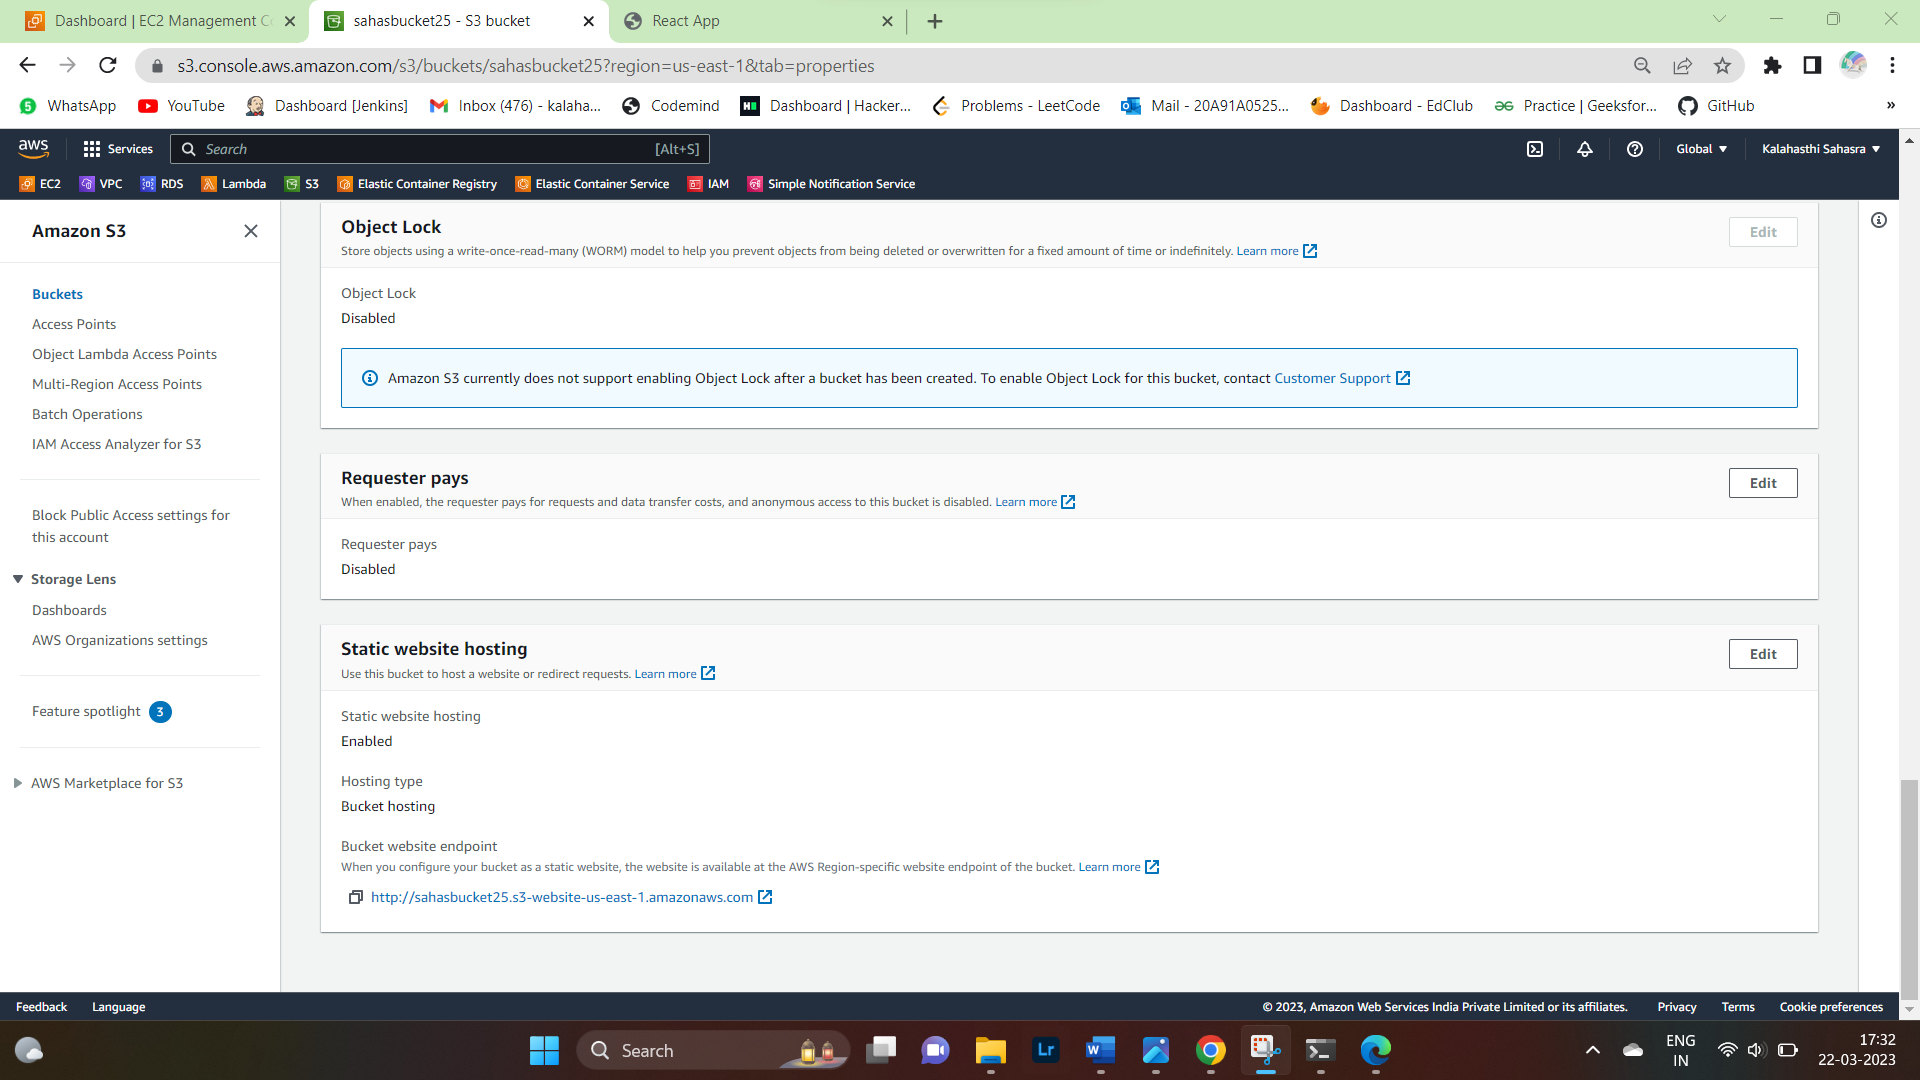 Dashboard | EC2 Management Co
sahasbucket25 - S3 bucket
React App
s3.console.aws.amazon.com/s3/buckets/sahasbucket25?region=us-east-1&tab=properties
5 WhatsApp
YouTube
Dashboard [Jenkins]
Inbox (476) - kalaha...
Codemind
Dashboard | Hacker...
Problems - LeetCode
Mail - 20A91A0525...
Dashboard - EdClub
Practice | Geeksfor...
GitHub
»
aws
Services
Search [Alt+S]
Global
Kalahasthi Sahasra
EC2
VPC
RDS
Lambda
S3
Elastic Container Registry
Elastic Container Service
IAM
Simple Notification Service
Amazon S3
Buckets
Access Points
Object Lambda Access Points
Multi-Region Access Points
Batch Operations
IAM Access Analyzer for S3
Block Public Access settings for
this account
Storage Lens
Dashboards
AWS Organizations settings
Feature spotlight 3
AWS Marketplace for S3
Object Lock
Edit
Store objects using a write-once-read-many (WORM) model to help you prevent objects from being deleted or overwritten for a fixed amount of time or indefinitely. Learn more
Object Lock
Disabled
Amazon S3 currently does not support enabling Object Lock after a bucket has been created. To enable Object Lock for this bucket, contact Customer Support
Requester pays
Edit
When enabled, the requester pays for requests and data transfer costs, and anonymous access to this bucket is disabled. Learn more
Requester pays
Disabled
Static website hosting
Edit
Use this bucket to host a website or redirect requests. Learn more
Static website hosting
Enabled
Hosting type
Bucket hosting
Bucket website endpoint
When you configure your bucket as a static website, the website is available at the AWS Region-specific website endpoint of the bucket. Learn more
http://sahasbucket25.s3-website-us-east-1.amazonaws.com
Feedback
Language
© 2023, Amazon Web Services India Private Limited or its affiliates.
Privacy
Terms
Cookie preferences
Search
Lr
W
ENG
IN
17:32
22-03-2023